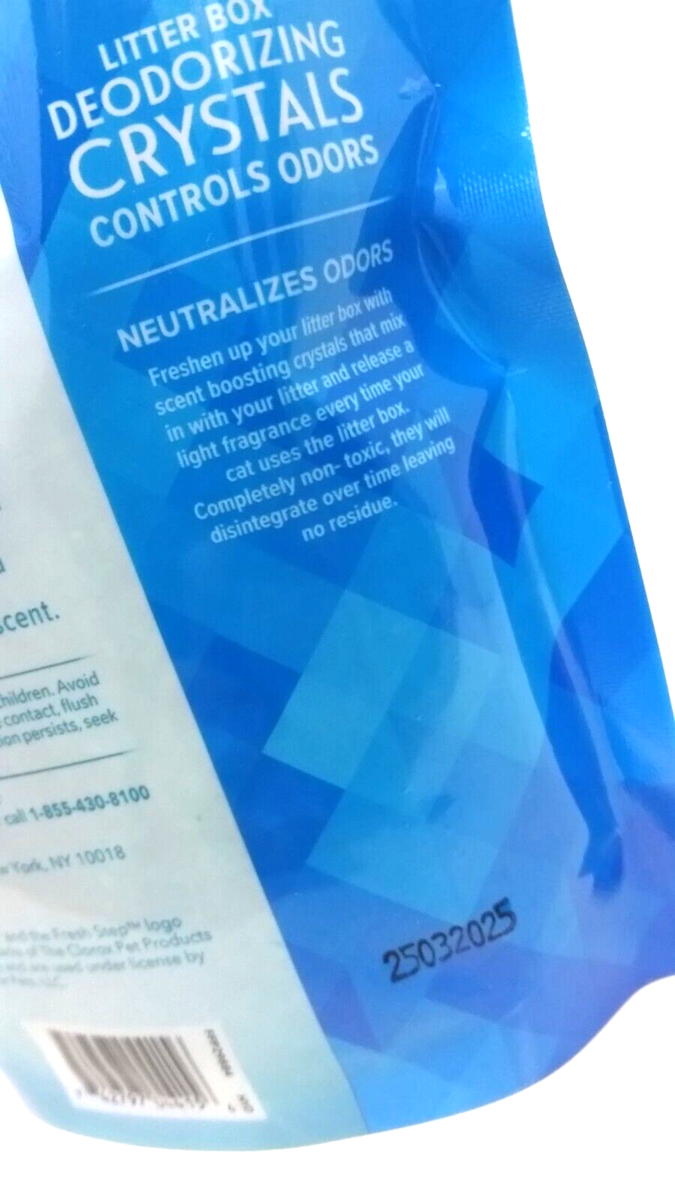 LITTER BOX
DEODORIZING
CRYSTALS
CONTROLS ODORS
NEUTRALIZES ODORS
Freshen up your litter box with
scent boosting crystals that mix
in with your litter and release a
light fragrance every time your
cat uses the litter box.
Completely non- toxic, they will
disintegrate over time leaving
no residue.
scent.
children. Avoid
contact, flush
persists, seek
call 1-855-430-8100
York, NY 10018
and the Fresh Step™ logo
of The Clorox Pet Products
and are used under license by
25032025